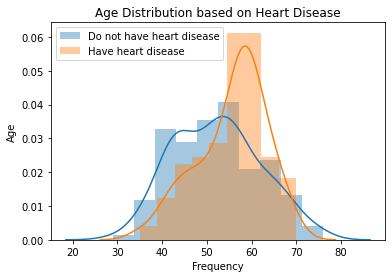 Age Distribution based on Heart Disease
Do not have heart disease
Have heart disease
0.06
0.05
0.04
0.03
0.02
0.01
0.00
Age
20 30 40 50 60 70 80
Frequency